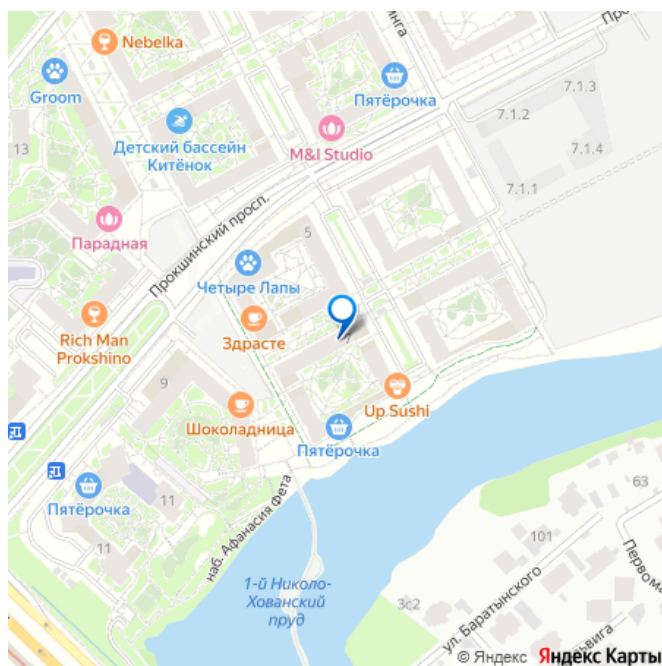 Nebelka
Groom
Детский бассейн
Китёнок
Пятёрочка
M&I Studio
7.1.3
7.1.2
7.1.4
7.1.1
13
Парадная
Прокшинский просп.
5
Четыре Лапы
Здрасте
Rich Man
Prokshino
9
Шоколадница
Up Sushi
Пятёрочка
Пятёрочка
11
11
наб. Афанасия Фета
1-й Николо-
Хованский
пруд
3с2
101
63
ул. Баратынского
Первома
© Яндекс Яндекс Карты